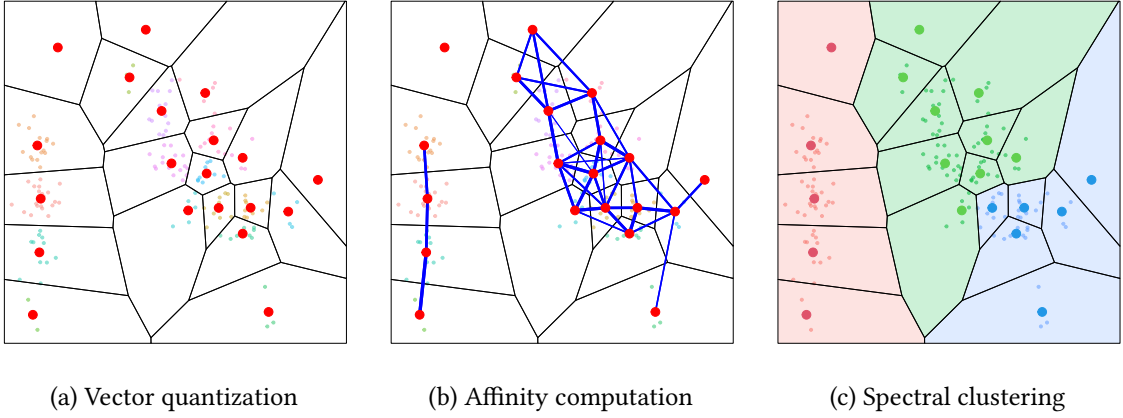 (a) Vector quantization
(b) Affinity computation
(c) Spectral clustering